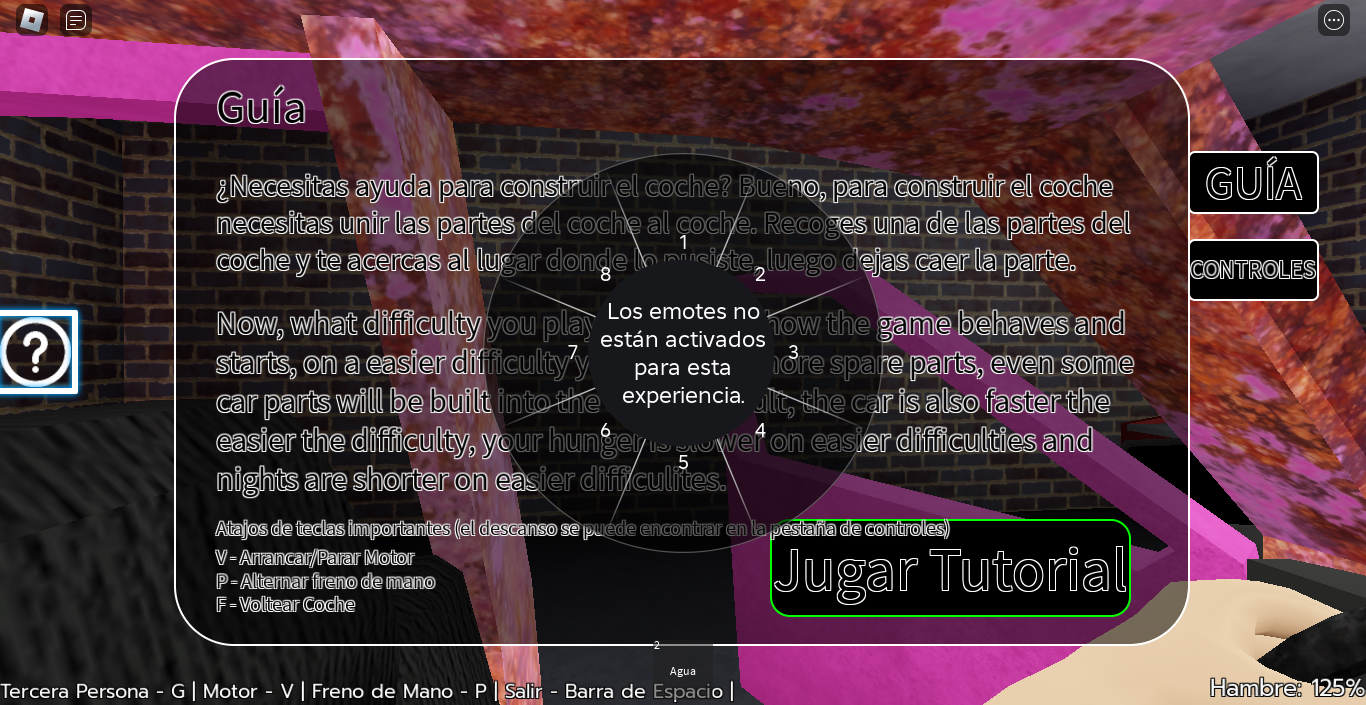 Guía
¿Necesitas ayuda para construir el coche? Bueno, para construir el coche
necesitas unir las partes del coche al coche. Recoges una de las partes del
coche y te acercas al lugar donde lo pusiste, luego dejas caer la parte.
Now, what difficulty you play how the game behaves and
starts, on a easier difficulty more spare parts, even some
car parts will be built into the the car is also faster the
easier the difficulty, your hunger is slower on easier difficulties and
nights are shorter on easier difficulites.
Atajos de teclas importantes (el descanso se puede encontrar en la pestaña de controles)
V - Arrancar/Parar Motor
P - Alternar freno de mano
F - Voltear Coche
Jugar Tutorial
GUÍA
CONTROLES
1
2
3
4
5
6
7
8
Los emotes no
están activados
para esta
experiencia.
?
2
Agua
Tercera Persona - G | Motor - V | Freno de Mano - P | Salir - Barra de Espacio |
Hambre: 125%